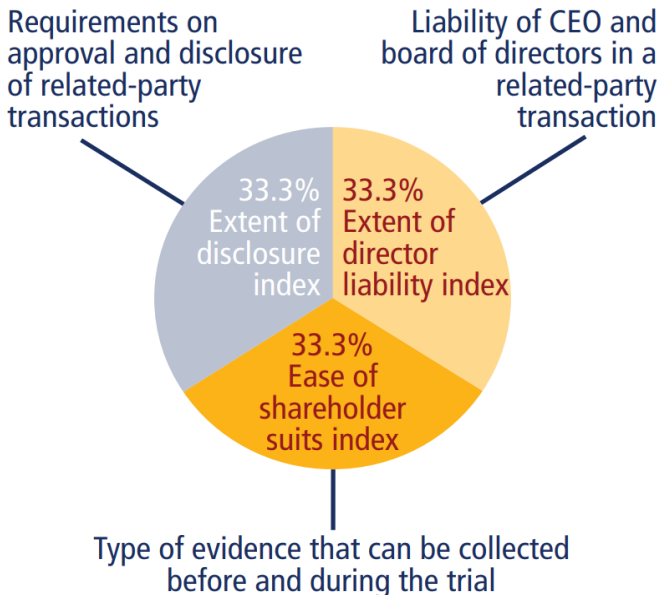 Requirements on
approval and disclosure
of related-party
transactions
Liability of CEO and
board of directors in a
related-party
transaction
33.3%
Extent of
disclosure
index
33.3%
Extent of
director
liability index
33.3%
Ease of
shareholder
suits index
Type of evidence that can be collected
before and during the trial